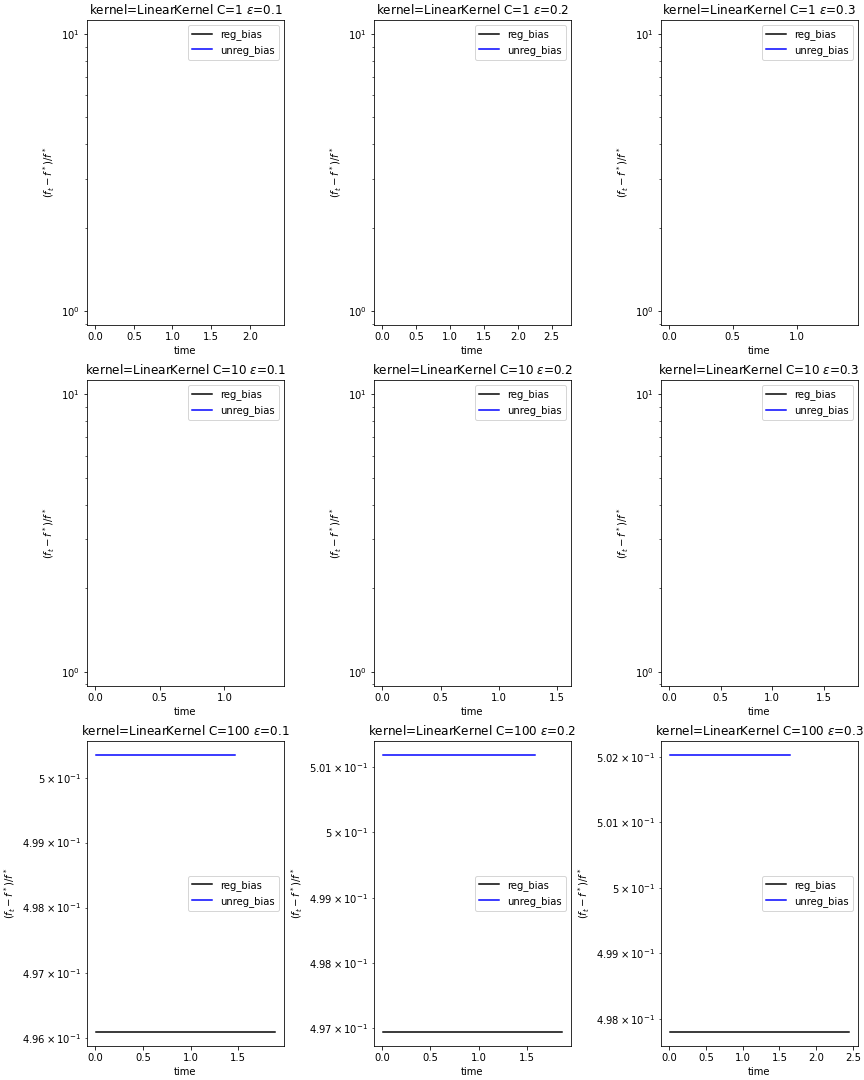 kernel=LinearKernel C=1 ε=0.1
10¹
10⁰
(fₜ − f*)/f*
reg_bias
unreg_bias
0.0 0.5 1.0 1.5 2.0
time
kernel=LinearKernel C=1 ε=0.2
10¹
10⁰
(fₜ − f*)/f*
reg_bias
unreg_bias
0.0 0.5 1.0 1.5 2.0 2.5
time
kernel=LinearKernel C=1 ε=0.3
10¹
10⁰
(fₜ − f*)/f*
reg_bias
unreg_bias
0.0 0.5 1.0
time
kernel=LinearKernel C=10 ε=0.1
10¹
10⁰
(fₜ − f*)/f*
reg_bias
unreg_bias
0.0 0.5 1.0
time
kernel=LinearKernel C=10 ε=0.2
10¹
10⁰
(fₜ − f*)/f*
reg_bias
unreg_bias
0.0 0.5 1.0 1.5
time
kernel=LinearKernel C=10 ε=0.3
10¹
10⁰
(fₜ − f*)/f*
reg_bias
unreg_bias
0.0 0.5 1.0 1.5
time
kernel=LinearKernel C=100 ε=0.1
5 × 10⁻¹
4.99 × 10⁻¹
4.98 × 10⁻¹
4.97 × 10⁻¹
4.96 × 10⁻¹
(fₜ − f*)/f*
reg_bias
unreg_bias
0.0 0.5 1.0 1.5
time
kernel=LinearKernel C=100 ε=0.2
5.01 × 10⁻¹
5 × 10⁻¹
4.99 × 10⁻¹
4.98 × 10⁻¹
4.97 × 10⁻¹
(fₜ − f*)/f*
reg_bias
unreg_bias
0.0 0.5 1.0 1.5
time
kernel=LinearKernel C=100 ε=0.3
5.02 × 10⁻¹
5.01 × 10⁻¹
5 × 10⁻¹
4.99 × 10⁻¹
4.98 × 10⁻¹
(fₜ − f*)/f*
reg_bias
unreg_bias
0.0 0.5 1.0 1.5 2.0 2.5
time